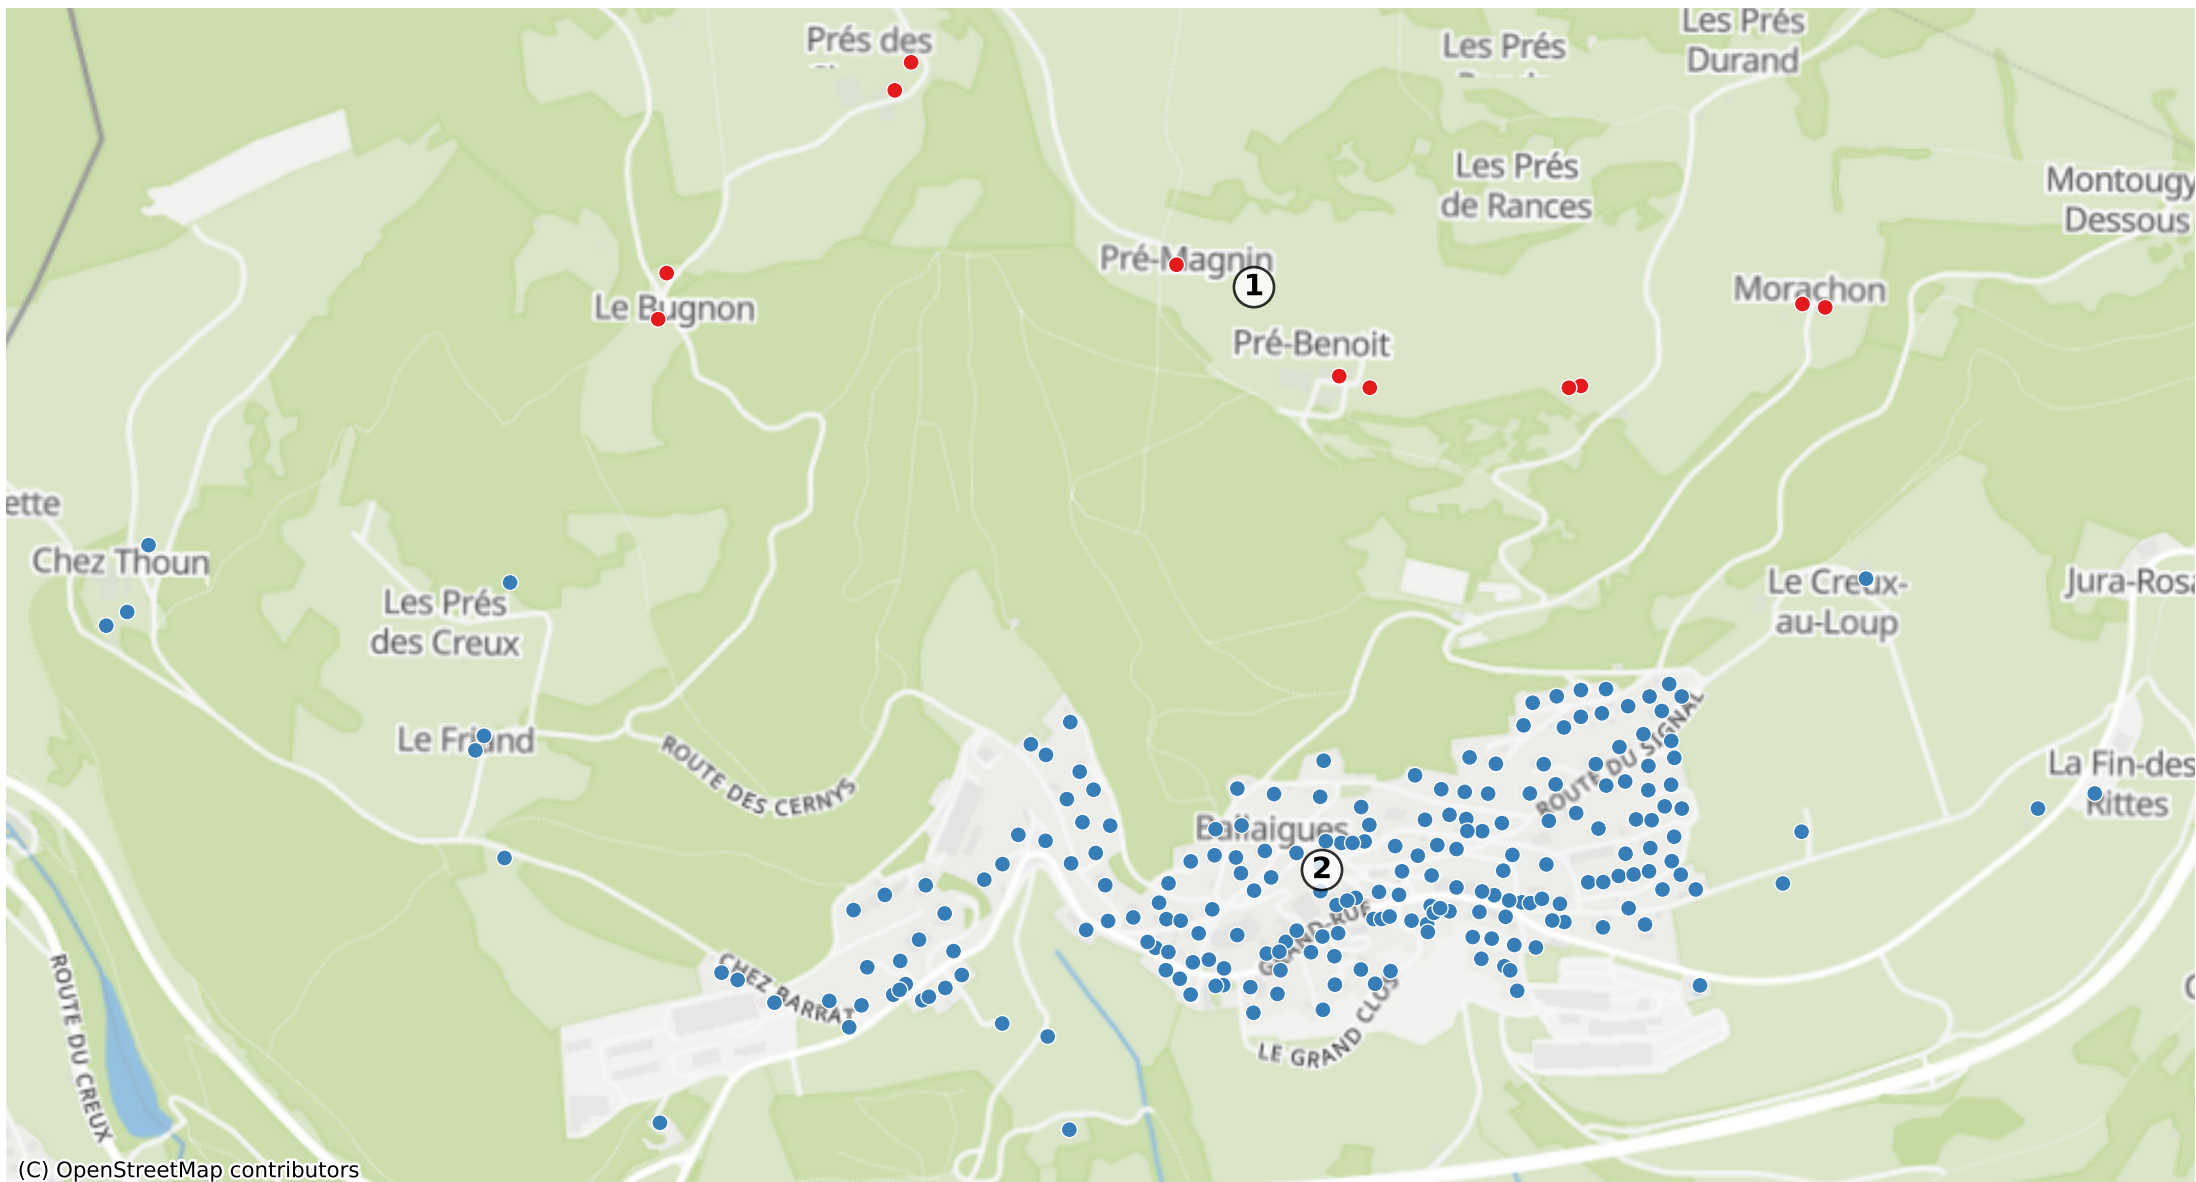 Prés des
Les Prés
Les Prés
Durand
Les Prés
de Rances
Montougy
Dessous
Pré-Magnin
1
Morachon
Le Bugnon
Pré-Benoit
ette
Chez Thoun
Les Prés
des Creux
Le Creux-
au-Loup
Jura-Rosa
Le Friand
ROUTE DES CERNYS
ROUTE DU SIGNAL
La Fin-des
Rittes
Ballaigues
2
GRAND-RUE
CHEZ BARRAT
LE GRAND CLOS
ROUTE DU CREUX
(C) OpenStreetMap contributors